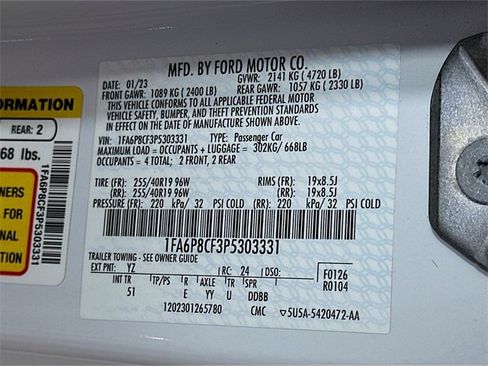 MFD. BY FORD MOTOR CO.
DATE: 01/23 GVWR: 2141 KG (4720 LB)
FRONT GAWR: 1089 KG (2400 LB) REAR GAWR: 1057 KG (2330 LB)
THIS VEHICLE CONFORMS TO ALL APPLICABLE FEDERAL MOTOR
VEHICLE SAFETY, BUMPER, AND THEFT PREVENTION STANDARDS
IN EFFECT ON THE DATE OF MANUFACTURE SHOWN ABOVE.
VIN: 1FA6P8CF3P5303331 TYPE: Passenger Car
MAXIMUM LOAD = OCCUPANTS + LUGGAGE = 302KG/ 668LB
OCCUPANTS = 4 TOTAL: 2 FRONT, 2 REAR
TIRE (FR): 255/40R19 96W RIMS (FR): 19x8.5J
(RR): 255/40R19 96W (RR): 19x8.5J
PRESSURE (FR): 220 kPa/ 32 PSI COLD (RR): 220 kPa/ 32 PSI COLD
1FA6P8CF3P5303331
TRAILER TOWING - SEE OWNER GUIDE
EXT PNT: YZ RC: 24 DSO: F0126
INT TR TP/PS R AXLE TR SPR R0104
51 E YY U DDBB
1202301265780 CMC 5U5A-5420472-AA
ORMATION
REAR: 2
68 lbs.
NERS
FOR
NAL
ION
1FA6P8CF3P5303331